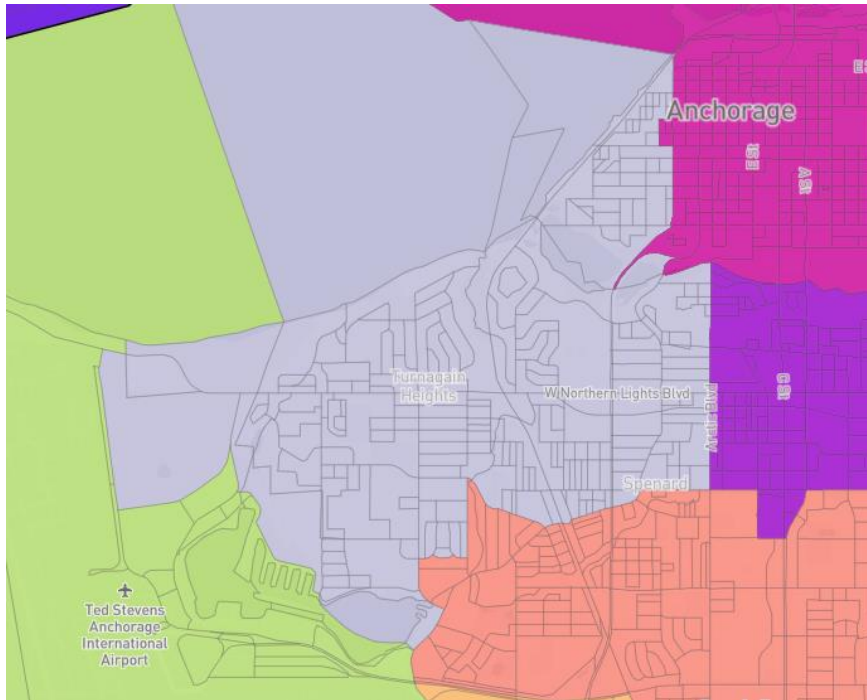 E
Anchorage
E St
A St
Turnagain
Heights
W Northern Lights Blvd
Arctic Blvd
C St
Spenard
Ted Stevens
Anchorage
International
Airport